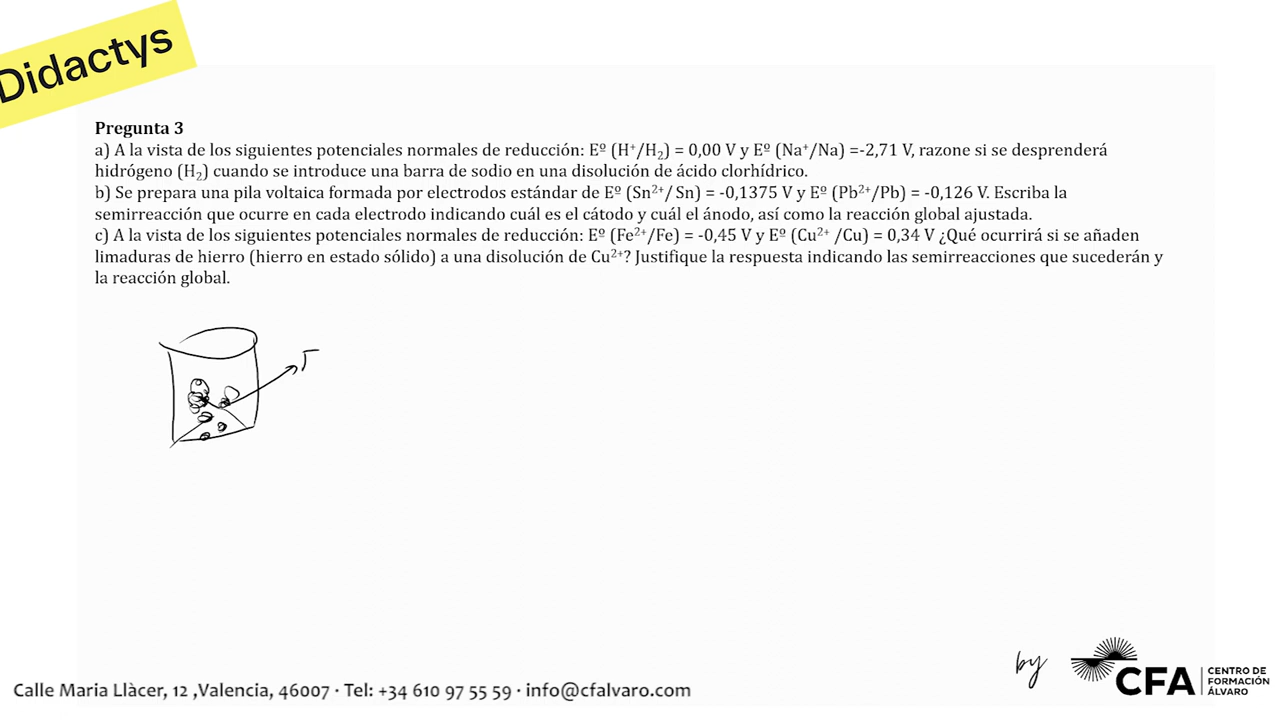 Didactys
Pregunta 3
a) A la vista de los siguientes potenciales normales de reducción: Eº (H⁺/H₂) = 0,00 V y Eº (Na⁺/Na) =-2,71 V, razone si se desprenderá
hidrógeno (H₂) cuando se introduce una barra de sodio en una disolución de ácido clorhídrico.
b) Se prepara una pila voltaica formada por electrodos estándar de Eº (Sn²⁺/ Sn) = -0,1375 V y Eº (Pb²⁺/Pb) = -0,126 V. Escriba la
semirreacción que ocurre en cada electrodo indicando cuál es el cátodo y cuál el ánodo, así como la reacción global ajustada.
c) A la vista de los siguientes potenciales normales de reducción: Eº (Fe²⁺/Fe) = -0,45 V y Eº (Cu²⁺ /Cu) = 0,34 V ¿Qué ocurrirá si se añaden
limaduras de hierro (hierro en estado sólido) a una disolución de Cu²⁺? Justifique la respuesta indicando las semirreacciones que sucederán y
la reacción global.
by
CFA
CENTRO DE
FORMACIÓN
ÁLVARO
Calle Maria Llàcer, 12 ,Valencia, 46007 · Tel: +34 610 97 55 59 · info@cfalvaro.com